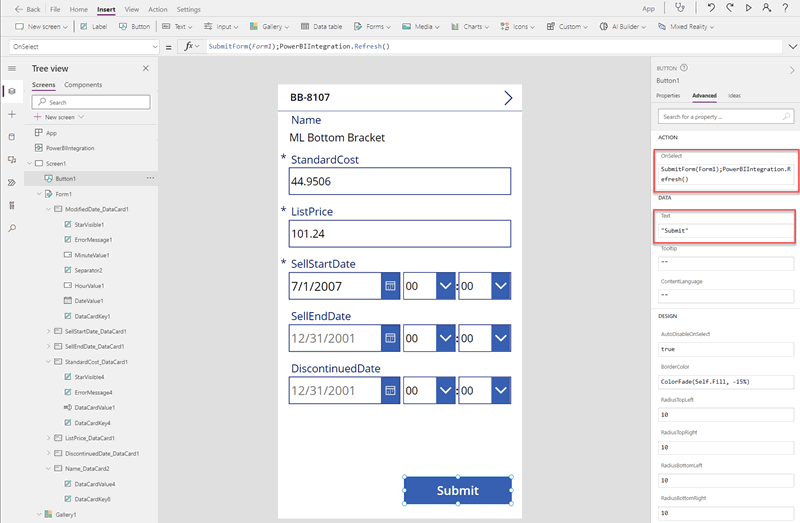 Back File Home Insert View Action Settings App
New screen Label Button Text Input Gallery Data table Forms Media Charts Icons Custom AI Builder Mixed Reality
OnSelect = fx SubmitForm(Form1);PowerBIIntegration.Refresh()
Tree view
Screens Components
Search
New screen
App
PowerBIIntegration
Screen1
Button1 ...
Form1
ModifiedDate_DataCard1
StarVisible1
ErrorMessage1
MinuteValue1
Separator2
HourValue1
DateValue1
DataCardKey1
SellStartDate_DataCard1
SellEndDate_DataCard1
StandardCost_DataCard1
StarVisible4
ErrorMessage4
DataCardValue1
DataCardKey4
ListPrice_DataCard1
DiscontinuedDate_DataCard1
Name_DataCard2
DataCardValue4
DataCardKey8
Gallery1
BB-8107
Name
ML Bottom Bracket
* StandardCost
44.9506
* ListPrice
101.24
* SellStartDate
7/1/2007 00 : 00
SellEndDate
12/31/2001 00 : 00
DiscontinuedDate
12/31/2001 00 : 00
Submit
BUTTON
Button1
Properties Advanced Ideas
Search for a property ...
ACTION
OnSelect
SubmitForm(Form1);PowerBIIntegration.R
efresh()
DATA
Text
"Submit"
Tooltip
""
ContentLanguage
""
DESIGN
AutoDisableOnSelect
true
BorderColor
ColorFade(Self.Fill, -15%)
RadiusTopLeft
10
RadiusTopRight
10
RadiusBottomLeft
10
RadiusBottomRight
10